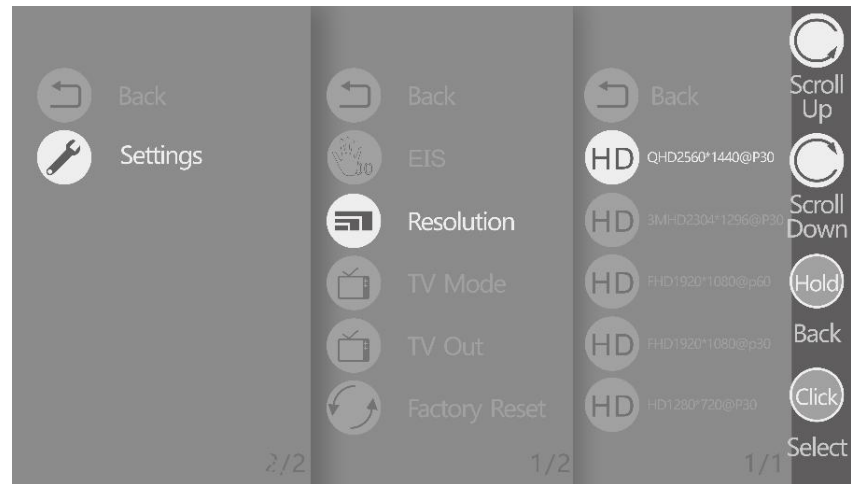 Back
Settings
2/2
Back
EIS
Resolution
TV Mode
TV Out
Factory Reset
1/2
Back
HD QHD2560*1440@P30
HD 3MHD2304*1296@P30
HD FHD1920*1080@p60
HD FHD1920*1080@p30
HD HD1280*720@P30
1/1
Scroll
Up
Scroll
Down
Hold
Back
Click
Select